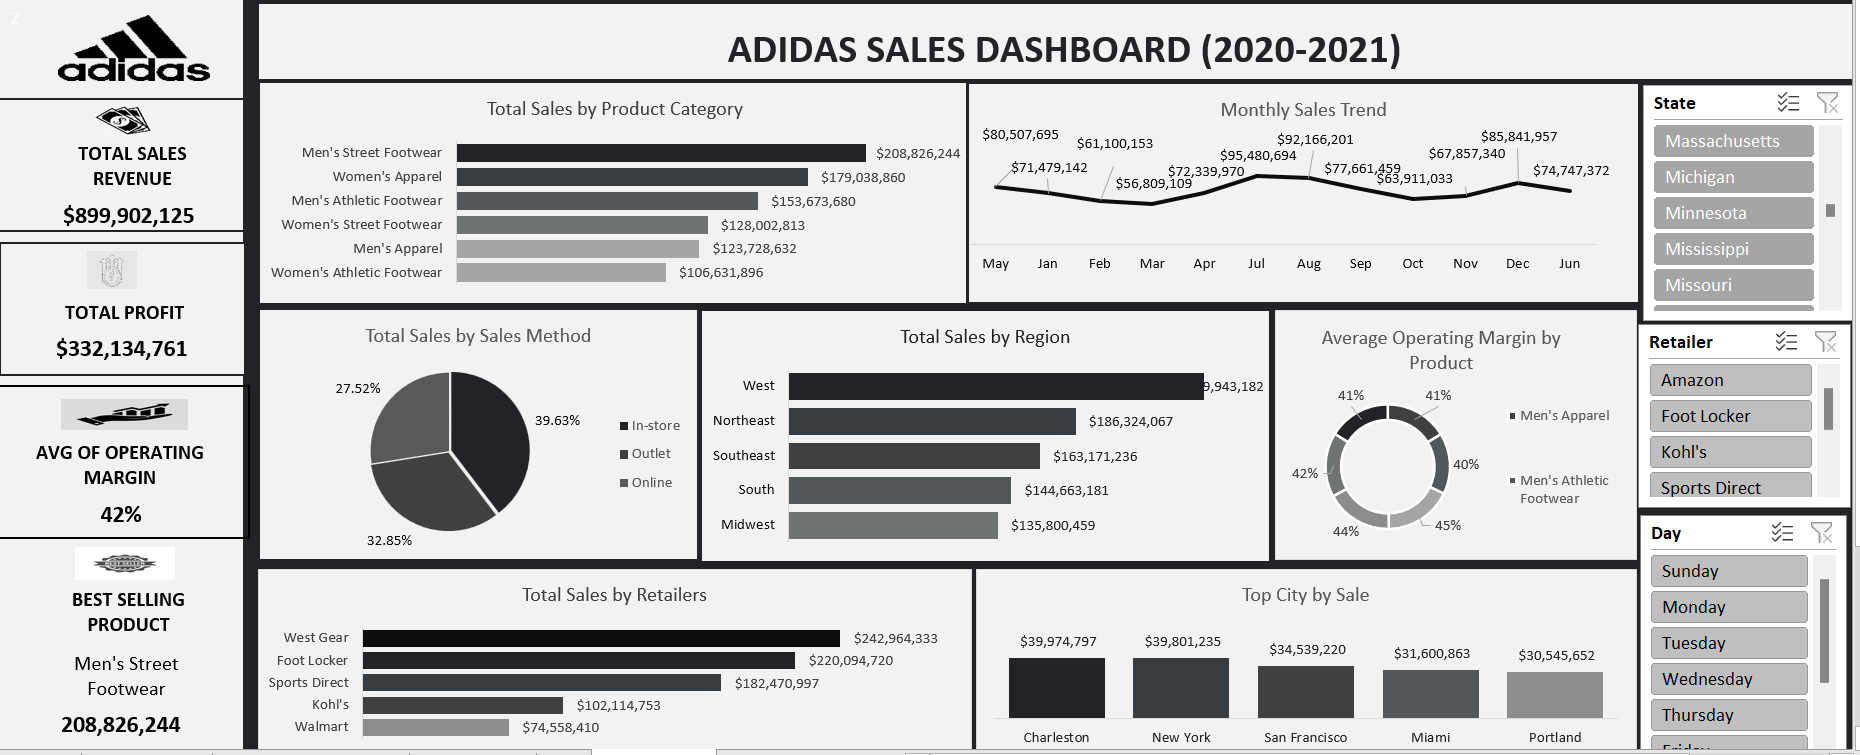 Z
adidas
TOTAL SALES
REVENUE
$899,902,125
TOTAL PROFIT
$332,134,761
AVG OF OPERATING
MARGIN
42%
BEST SELLER
BEST SELLING
PRODUCT
Men's Street
Footwear
208,826,244
ADIDAS SALES DASHBOARD (2020-2021)
Total Sales by Product Category
Men's Street Footwear $208,826,244
Women's Apparel $179,038,860
Men's Athletic Footwear $153,673,680
Women's Street Footwear $128,002,813
Men's Apparel $123,728,632
Women's Athletic Footwear $106,631,896
Monthly Sales Trend
$80,507,695
$71,479,142
$61,100,153
$56,809,109
$72,339,970
$95,480,694
$92,166,201
$77,661,459
$63,911,033
$67,857,340
$85,841,957
$74,747,372
May Jan Feb Mar Apr Jul Aug Sep Oct Nov Dec Jun
State
Massachusetts
Michigan
Minnesota
Mississippi
Missouri
Total Sales by Sales Method
27.52%
39.63%
32.85%
In-store
Outlet
Online
Total Sales by Region
West 9,943,182
Northeast $186,324,067
Southeast $163,171,236
South $144,663,181
Midwest $135,800,459
Average Operating Margin by
Product
41% 41%
42% 40%
44% 45%
Men's Apparel
Men's Athletic
Footwear
Retailer
Amazon
Foot Locker
Kohl's
Sports Direct
Total Sales by Retailers
West Gear $242,964,333
Foot Locker $220,094,720
Sports Direct $182,470,997
Kohl's $102,114,753
Walmart $74,558,410
Top City by Sale
$39,974,797 $39,801,235 $34,539,220 $31,600,863 $30,545,652
Charleston New York San Francisco Miami Portland
Day
Sunday
Monday
Tuesday
Wednesday
Thursday
Friday